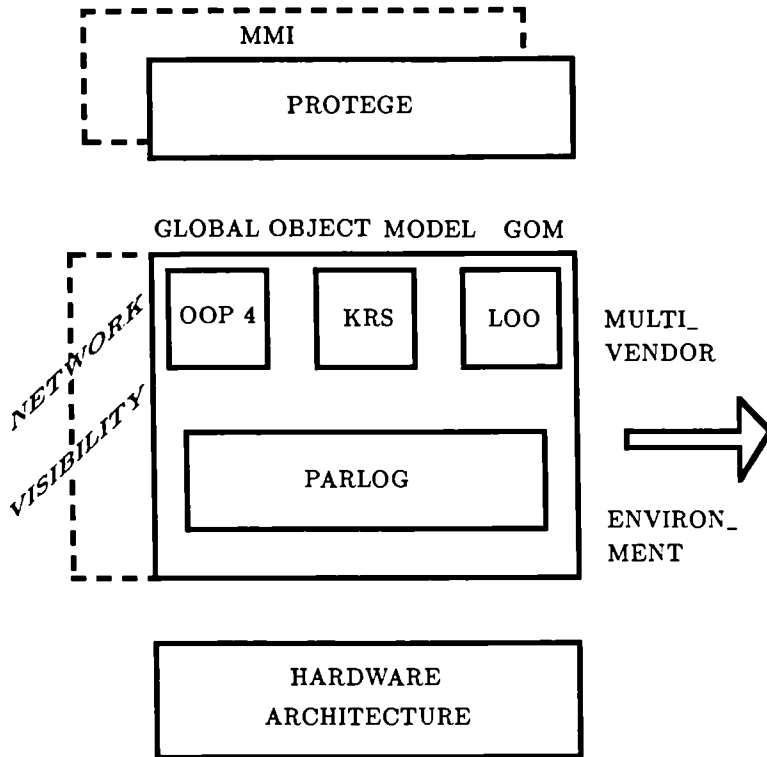 MMI
PROTEGE
GLOBAL OBJECT MODEL GOM
OOP 4
KRS
LOO
NETWORK
VISIBILITY
MULTI_
VENDOR
PARLOG
ENVIRON_
MENT
HARDWARE
ARCHITECTURE